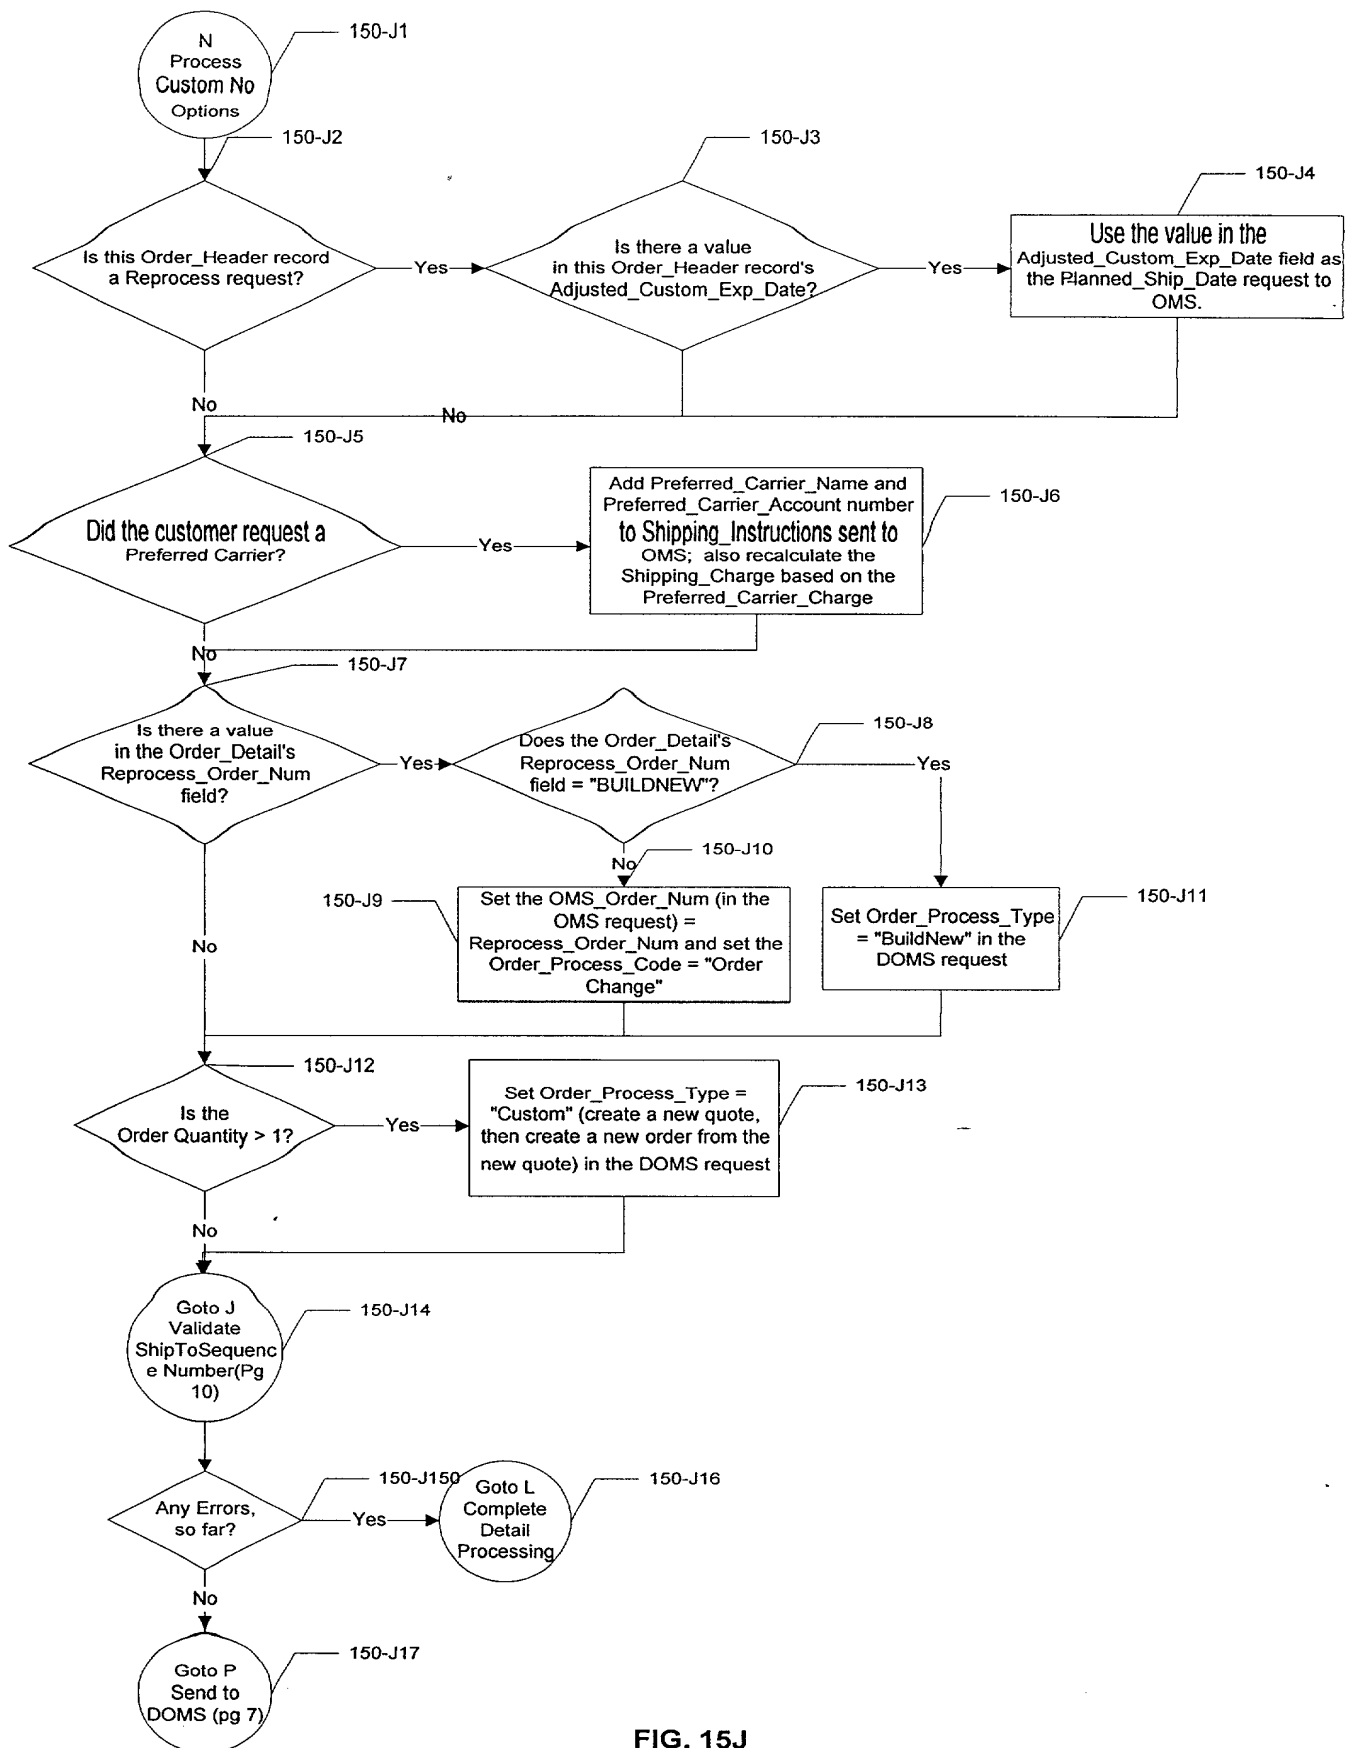 150-J1
N
Process
Custom No
Options
150-J2
150-J3
150-J4
Is this Order_Header record
a Reprocess request?
Yes
Is there a value
in this Order_Header record's
Adjusted_Custom_Exp_Date?
Yes
Use the value in the
Adjusted_Custom_Exp_Date field as
the Planned_Ship_Date request to
OMS.
No
No
150-J5
Did the customer request a
Preferred Carrier?
Yes
Add Preferred_Carrier_Name and
Preferred_Carrier_Account number
to Shipping_Instructions sent to
OMS; also recalculate the
Shipping_Charge based on the
Preferred_Carrier_Charge
150-J6
No
150-J7
Is there a value
in the Order_Detail's
Reprocess_Order_Num
field?
Yes
Does the Order_Detail's
Reprocess_Order_Num
field = "BUILDNEW"?
150-J8
Yes
No
150-J10
150-J9
Set the OMS_Order_Num (in the
OMS request) =
Reprocess_Order_Num and set the
Order_Process_Code = "Order
Change"
Set Order_Process_Type
= "BuildNew" in the
DOMS request
150-J11
No
150-J12
Is the
Order Quantity > 1?
Yes
Set Order_Process_Type =
"Custom" (create a new quote,
then create a new order from the
new quote) in the DOMS request
150-J13
No
Goto J
Validate
ShipToSequenc
e Number(Pg
10)
150-J14
Any Errors,
so far?
150-J150
Yes
Goto L
Complete
Detail
Processing
150-J16
No
Goto P
Send to
DOMS (pg 7)
150-J17
FIG. 15J